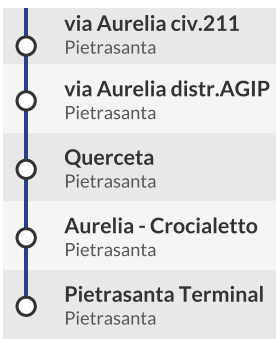 via Aurelia civ.211
Pietrasanta
via Aurelia distr.AGIP
Pietrasanta
Querceta
Pietrasanta
Aurelia - Crocialetto
Pietrasanta
Pietrasanta Terminal
Pietrasanta